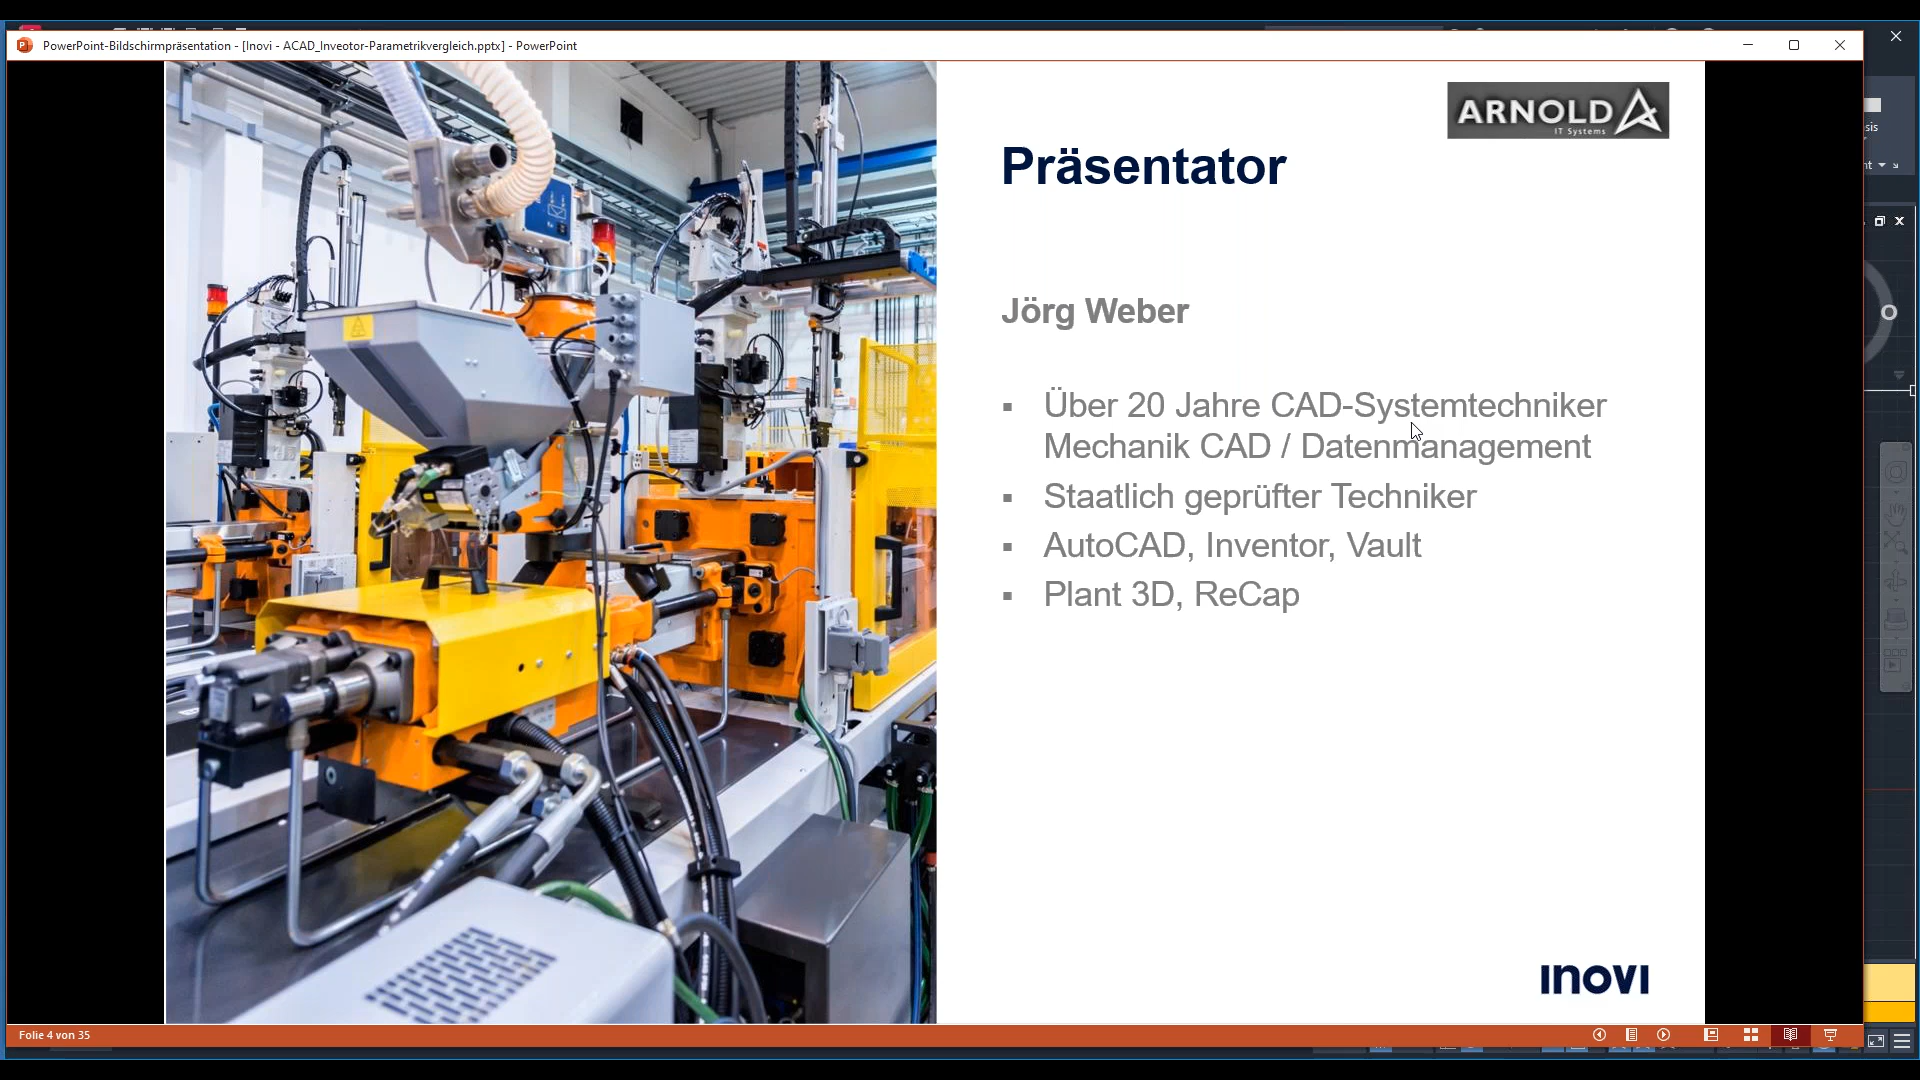 PowerPoint-Bildschirmpräsentation - [Inovi - ACAD_Inveotor-Parametrikvergleich.pptx] - PowerPoint
ARNOLD
IT Systems
Präsentator
Jörg Weber
▪ Über 20 Jahre CAD-Systemtechniker
Mechanik CAD / Datenmanagement
▪ Staatlich geprüfter Techniker
▪ AutoCAD, Inventor, Vault
▪ Plant 3D, ReCap
INOVI
Folie 4 von 35